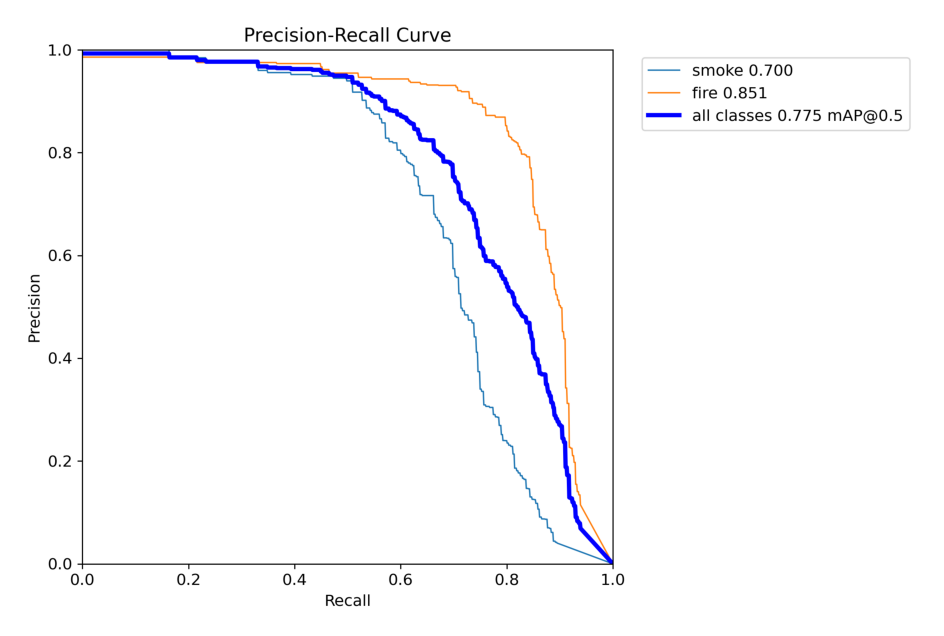 Precision-Recall Curve
1.0
0.8
0.6
0.4
0.2
0.0
Precision
0.0 0.2 0.4 0.6 0.8 1.0
Recall
smoke 0.700
fire 0.851
all classes 0.775 mAP@0.5